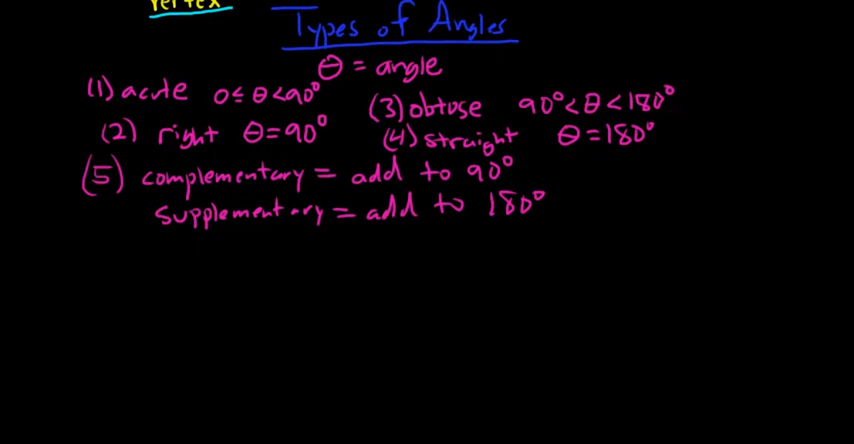 vertex
Types of Angles
θ = angle
(1) acute 0≤ θ <90°
(3) obtuse 90° < θ < 180°
(2) right θ = 90°
(4) straight θ = 180°
(5) complementary = add to 90°
supplementary = add to 180°